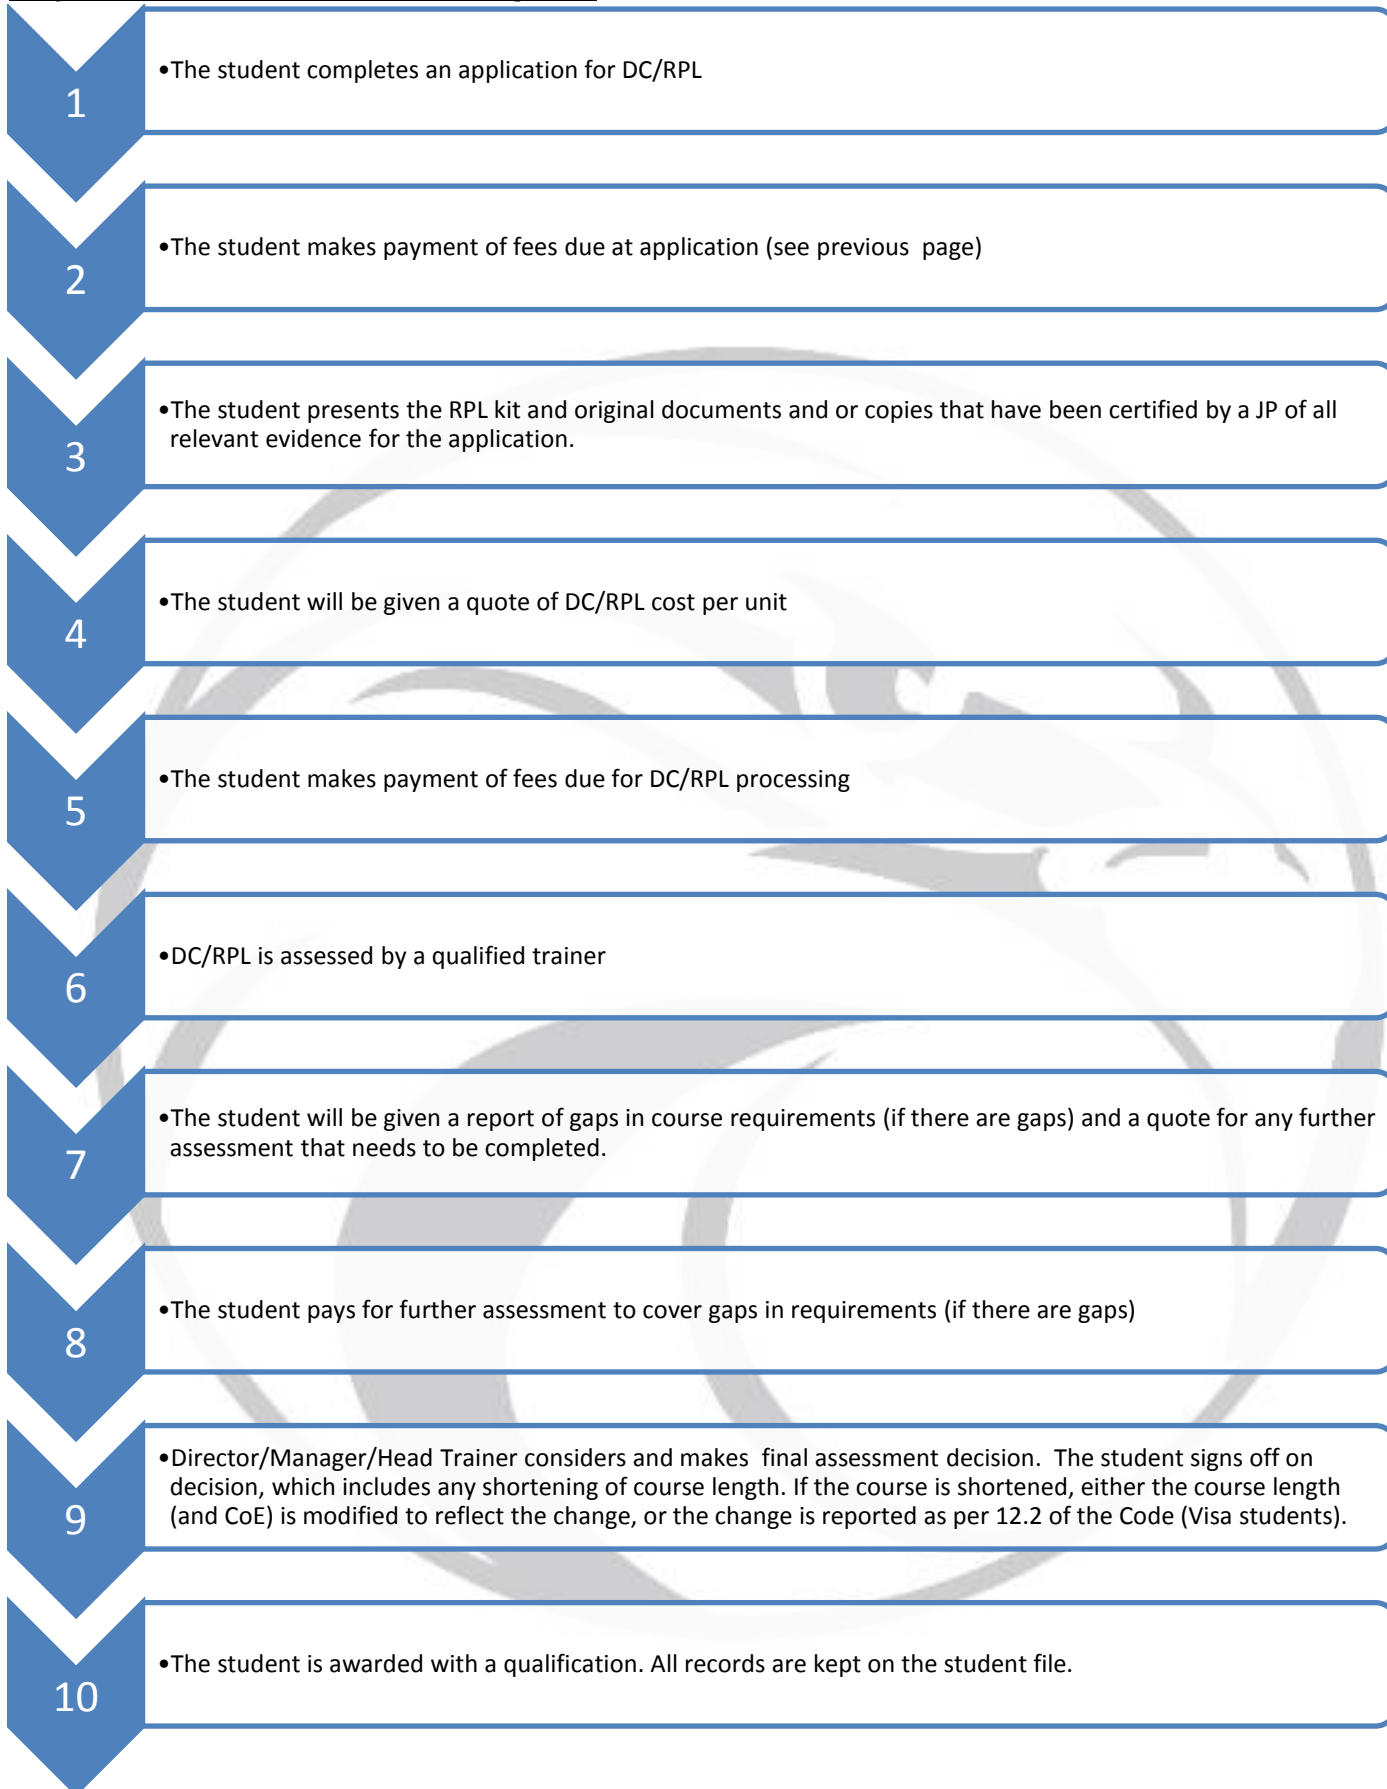 1
•The student completes an application for DC/RPL
2
•The student makes payment of fees due at application (see previous  page)
3
•The student presents the RPL kit and original documents and or copies that have been certified by a JP of all
relevant evidence for the application.
4
•The student will be given a quote of DC/RPL cost per unit
5
•The student makes payment of fees due for DC/RPL processing
6
•DC/RPL is assessed by a qualified trainer
7
•The student will be given a report of gaps in course requirements (if there are gaps) and a quote for any further
assessment that needs to be completed.
8
•The student pays for further assessment to cover gaps in requirements (if there are gaps)
9
•Director/Manager/Head Trainer considers and makes  final assessment decision.  The student signs off on
decision, which includes any shortening of course length. If the course is shortened, either the course length
(and CoE) is modified to reflect the change, or the change is reported as per 12.2 of the Code (Visa students).
10
•The student is awarded with a qualification. All records are kept on the student file.